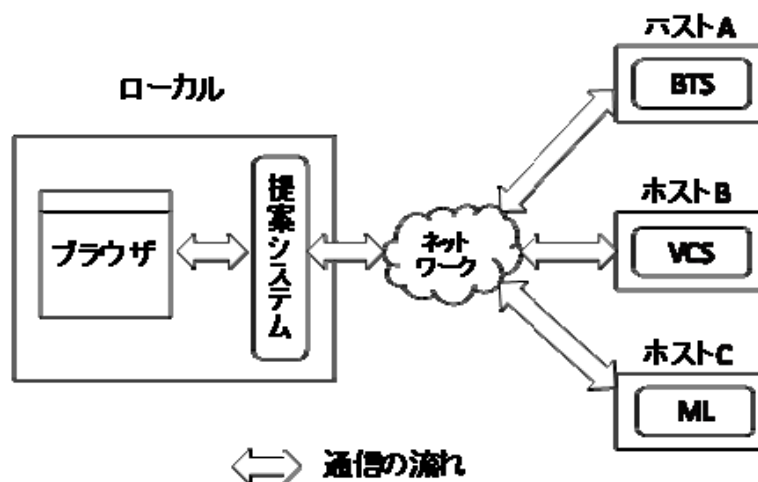 ローカル
ブラウザ
提案システム
ネット
ワーク
ホストA
BTS
ホストB
VCS
ホストC
ML
通信の流れ